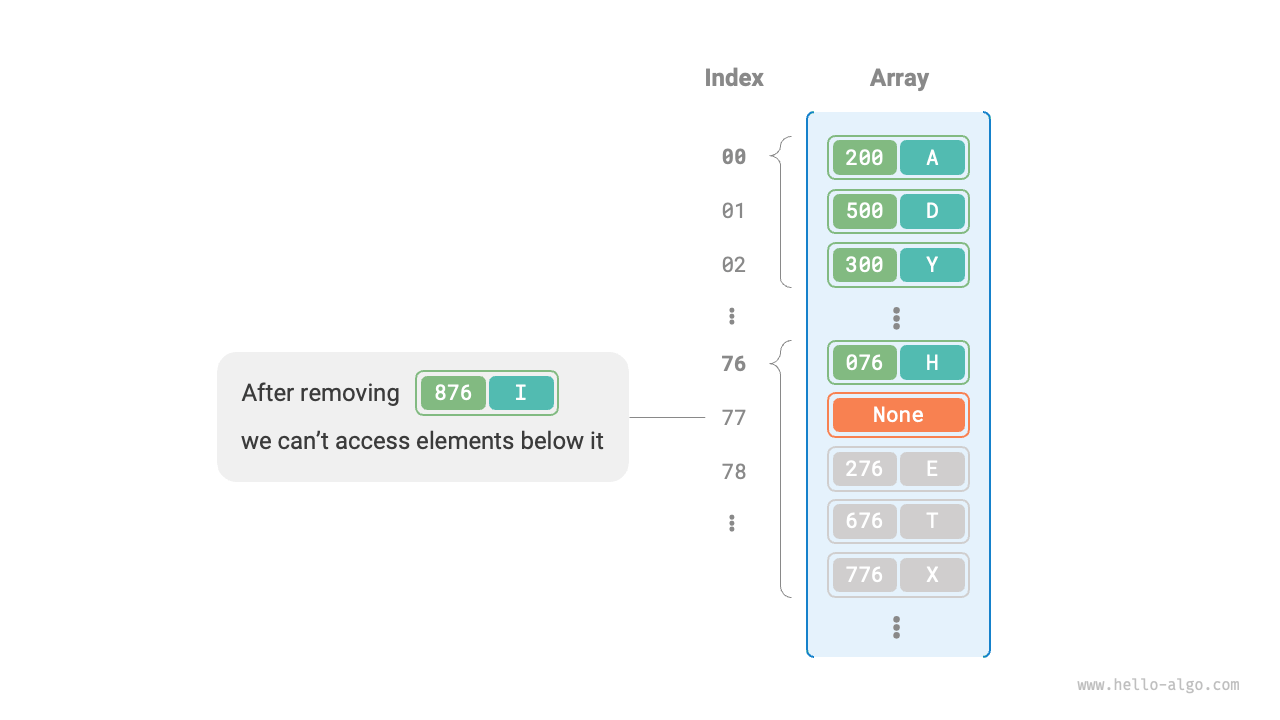 Index Array
00 200 A
01 500 D
02 300 Y
76 076 H
After removing 876 I
77 None
we can’t access elements below it
78 276 E
676 T
776 X
www.hello-algo.com